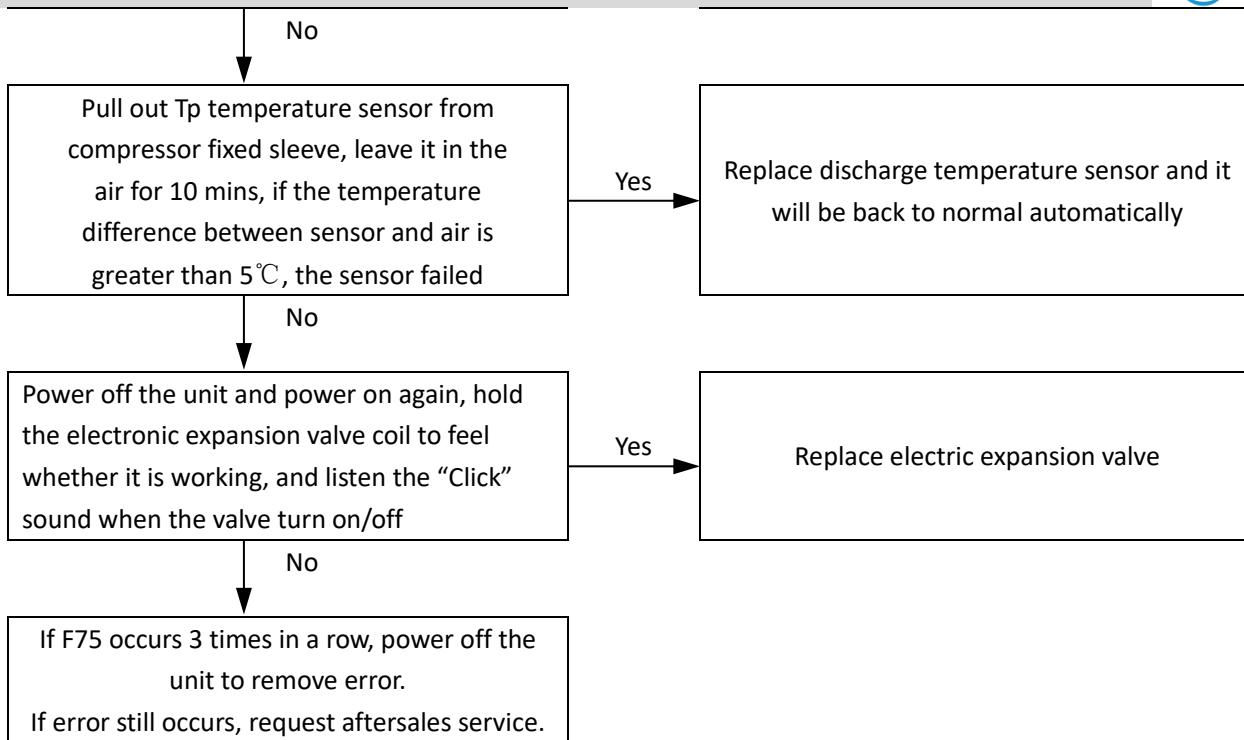 No
Pull out Tp temperature sensor from
compressor fixed sleeve, leave it in the
air for 10 mins, if the temperature
difference between sensor and air is
greater than 5℃, the sensor failed
Yes
Replace discharge temperature sensor and it
will be back to normal automatically
No
Power off the unit and power on again, hold
the electronic expansion valve coil to feel
whether it is working, and listen the “Click”
sound when the valve turn on/off
Yes
Replace electric expansion valve
No
If F75 occurs 3 times in a row, power off the
unit to remove error.
If error still occurs, request aftersales service.